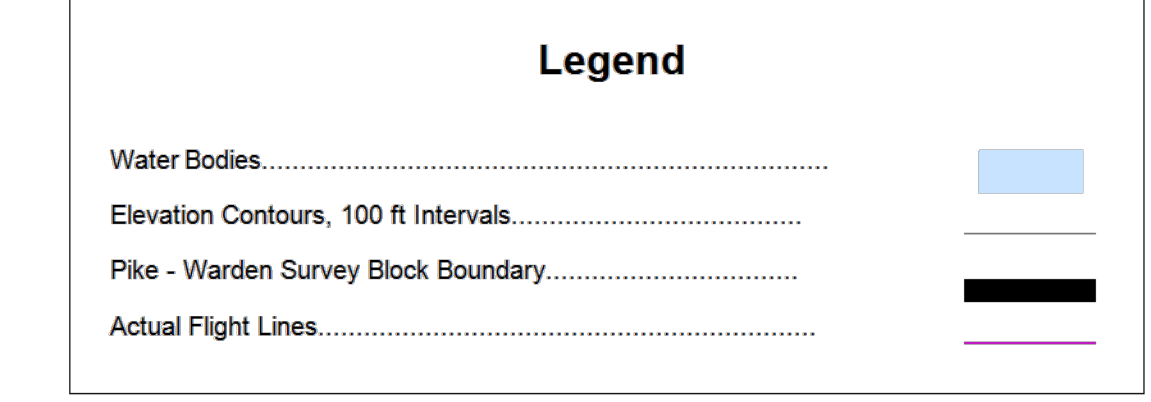 Legend
Water Bodies..........................................................................
Elevation Contours, 100 ft Intervals......................................
Pike - Warden Survey Block Boundary.................................
Actual Flight Lines.................................................................